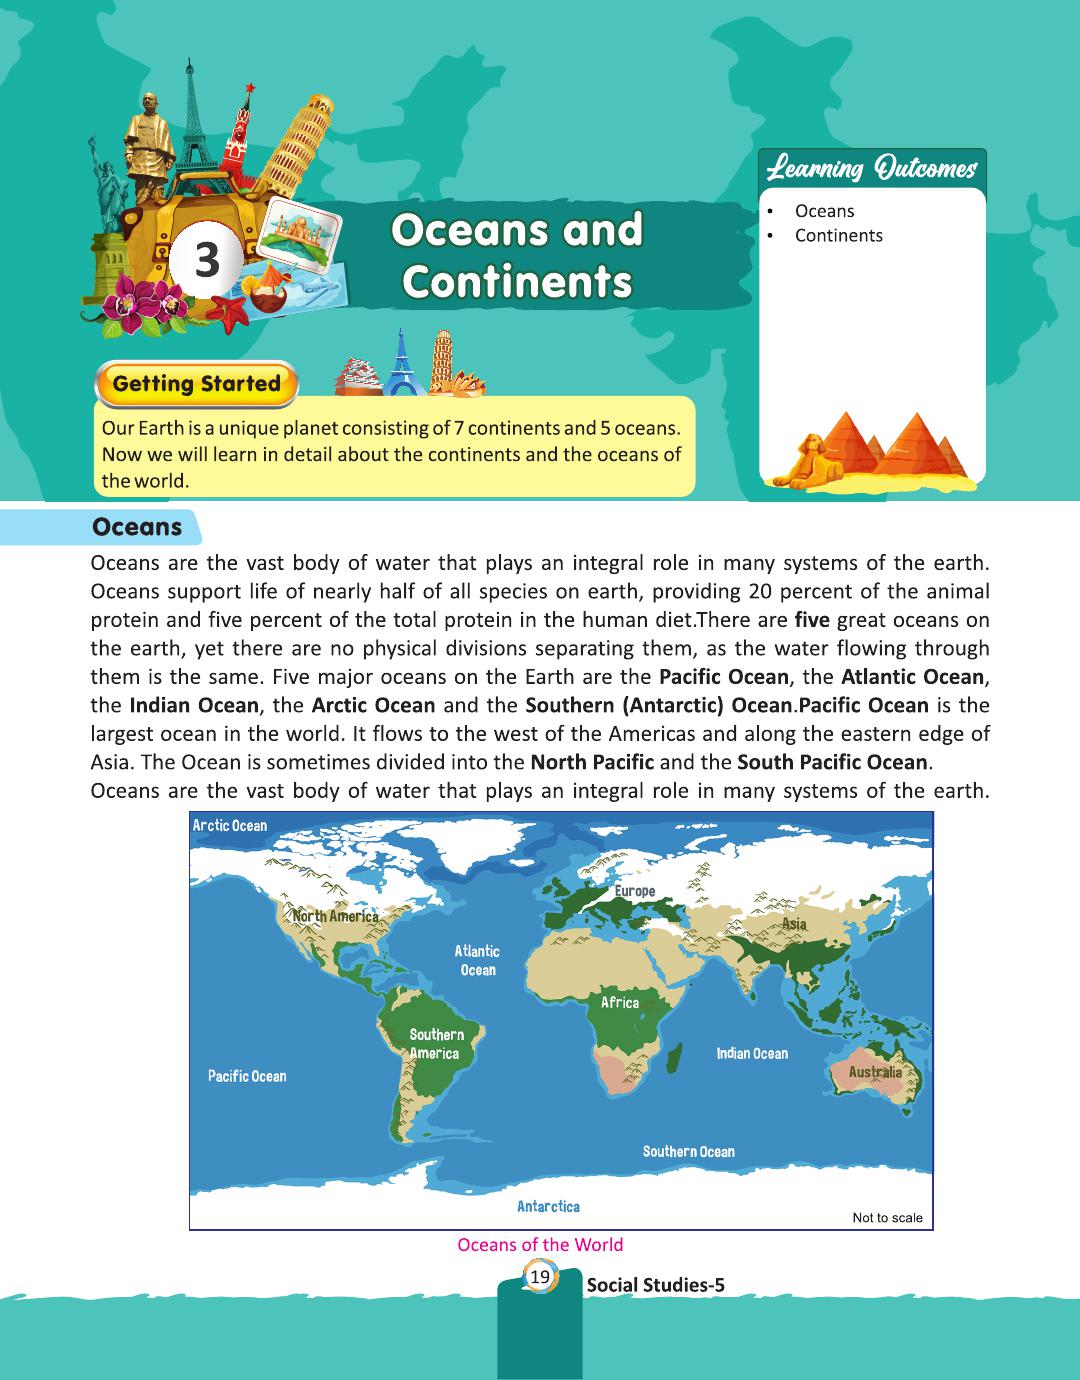 3
Oceans and
Continents
Learning Outcomes
• Oceans
• Continents
Getting Started
Our Earth is a unique planet consisting of 7 continents and 5 oceans.
Now we will learn in detail about the continents and the oceans of
the world.
Oceans
Oceans are the vast body of water that plays an integral role in many systems of the earth.
Oceans support life of nearly half of all species on earth, providing 20 percent of the animal
protein and five percent of the total protein in the human diet.There are five great oceans on
the earth, yet there are no physical divisions separating them, as the water flowing through
them is the same. Five major oceans on the Earth are the Pacific Ocean, the Atlantic Ocean,
the Indian Ocean, the Arctic Ocean and the Southern (Antarctic) Ocean.Pacific Ocean is the
largest ocean in the world. It flows to the west of the Americas and along the eastern edge of
Asia. The Ocean is sometimes divided into the North Pacific and the South Pacific Ocean.
Oceans are the vast body of water that plays an integral role in many systems of the earth.
Arctic Ocean
Europe
North America
Asia
Atlantic
Ocean
Africa
Southern
America
Indian Ocean
Australia
Pacific Ocean
Southern Ocean
Antarctica
Not to scale
Oceans of the World
19
Social Studies-5